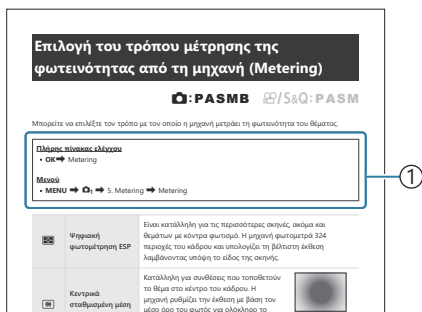 Επιλογή του τρόπου μέτρησης της
φωτεινότητας από τη μηχανή (Metering)
:PASMB /S&Q:PASM
Μπορείτε να επιλέξετε τον τρόπο με τον οποίο η μηχανή μετράει τη φωτεινότητα του θέματος.
Πλήρης πίνακας ελέγχου
• OK➡ Metering
Μενού
• MENU ➡ 1 ➡ 5. Metering ➡ Metering
1
Ψηφιακή
φωτομέτρηση ESP
Είναι κατάλληλη για τις περισσότερες σκηνές, ακόμα και
θεμάτων με κόντρα φωτισμό. Η μηχανή φωτομετρά 324
περιοχές του κάδρου και υπολογίζει τη βέλτιστη έκθεση
λαμβάνοντας υπόψη το είδος της σκηνής.
Κεντρικά
σταθμισμένη μέση
Κατάλληλη για συνθέσεις που τοποθετούν
το θέμα στο κέντρο του κάδρου. Η
μηχανή ρυθμίζει την έκθεση με βάση τον
μέσο όρο του φωτός για ολόκληρο το